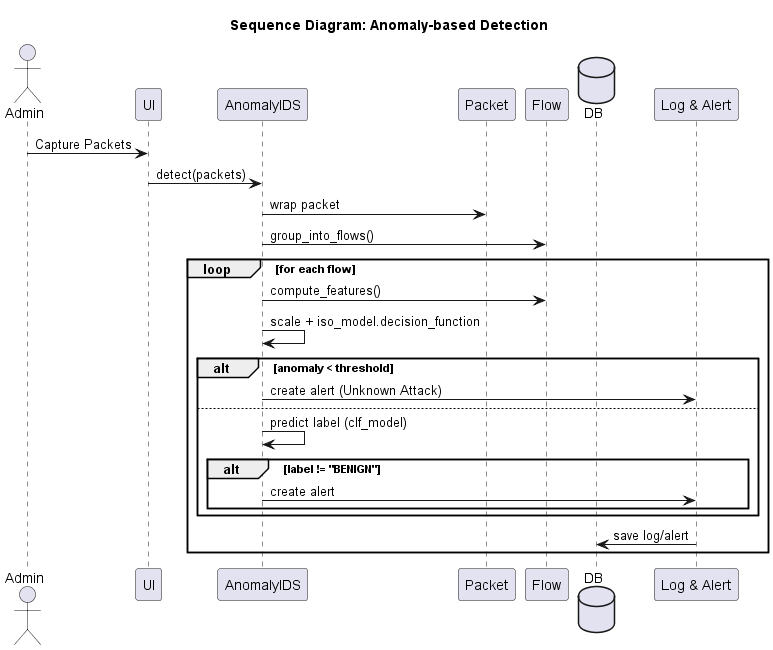 Sequence Diagram: Anomaly-based Detection
Admin
UI
AnomalyIDS
Packet
Flow
DB
Log & Alert
Capture Packets
detect(packets)
wrap packet
group_into_flows()
loop [for each flow]
compute_features()
scale + iso_model.decision_function
alt [anomaly < threshold]
create alert (Unknown Attack)
predict label (clf_model)
alt [label != "BENIGN"]
create alert
save log/alert
Admin
UI
AnomalyIDS
Packet
Flow
DB
Log & Alert